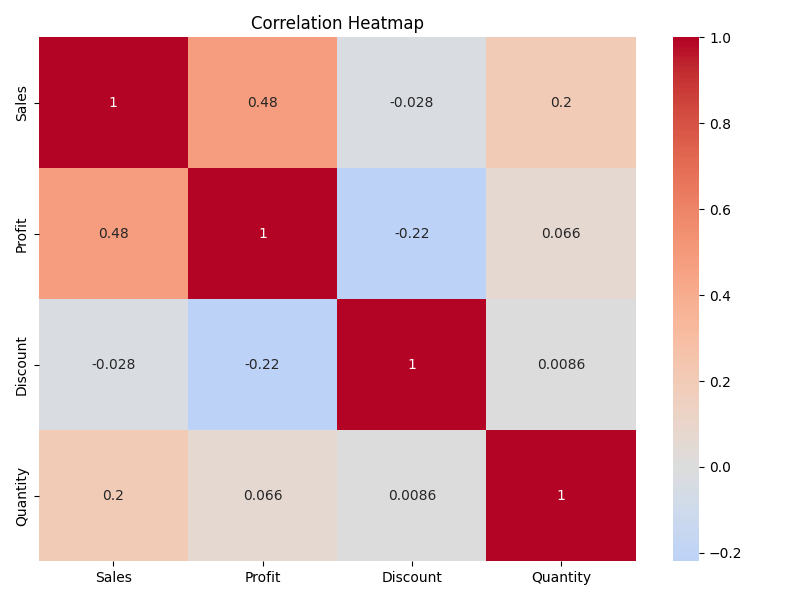 Correlation Heatmap
Sales 1 0.48 -0.028 0.2
Profit 0.48 1 -0.22 0.066
Discount -0.028 -0.22 1 0.0086
Quantity 0.2 0.066 0.0086 1
Sales Profit Discount Quantity
1.0
0.8
0.6
0.4
0.2
0.0
−0.2